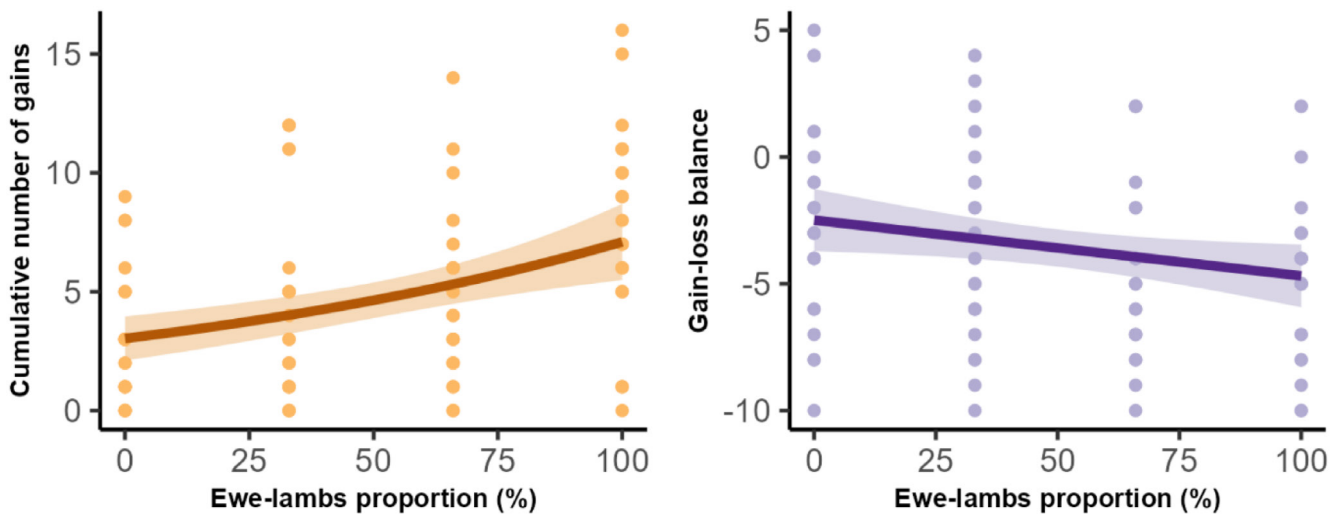 Cumulative number of gains
15
10
5
0
0 25 50 75 100
Ewe-lambs proportion (%)
Gain-loss balance
5
0
-5
-10
0 25 50 75 100
Ewe-lambs proportion (%)